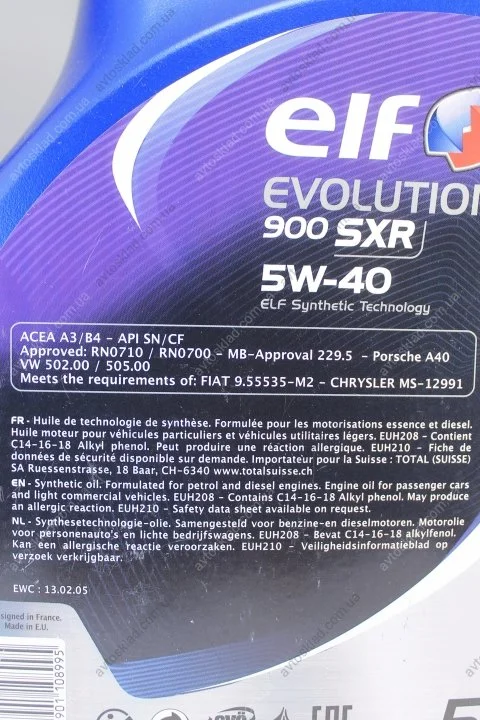 elf
EVOLUTION
900 SXR
5W-40
ELF Synthetic Technology
ACEA A3/B4 - API SN/CF
Approved: RN0710 / RN0700 - MB-Approval 229.5 - Porsche A40
VW 502.00 / 505.00
Meets the requirements of: FIAT 9.55535-M2 - CHRYSLER MS-12991
FR - Huile de technologie de synthèse. Formulée pour les motorisations essence et diesel.
Huile moteur pour véhicules particuliers et véhicules utilitaires légers. EUH208 - Contient
C14-16-18 Alkyl phenol. Peut produire une réaction allergique. EUH210 - Fiche de
données de sécurité disponible sur demande. Importateur pour la Suisse : TOTAL (SUISSE)
SA Ruessenstrasse, 18 Baar, CH-6340 www.totalsuisse.ch
EN - Synthetic oil. Formulated for petrol and diesel engines. Engine oil for passenger cars
and light commercial vehicles. EUH208 - Contains C14-16-18 Alkyl phenol. May produce
an allergic reaction. EUH210 - Safety data sheet available on request.
NL - Synthesetechnologie-olie. Samengesteld voor benzine-en dieselmotoren. Motorolie
voor personenauto's en lichte bedrijfswagens. EUH208 - Bevat C14-16-18 alkylfenol.
Kan een allergische reactie veroorzaken. EUH210 - Veiligheidsinformatieblad op
verzoek verkrijgbaar.
EWC : 13.02.05
signed in France.
Made in E.U.
901108995
5
avtosklad.com.ua